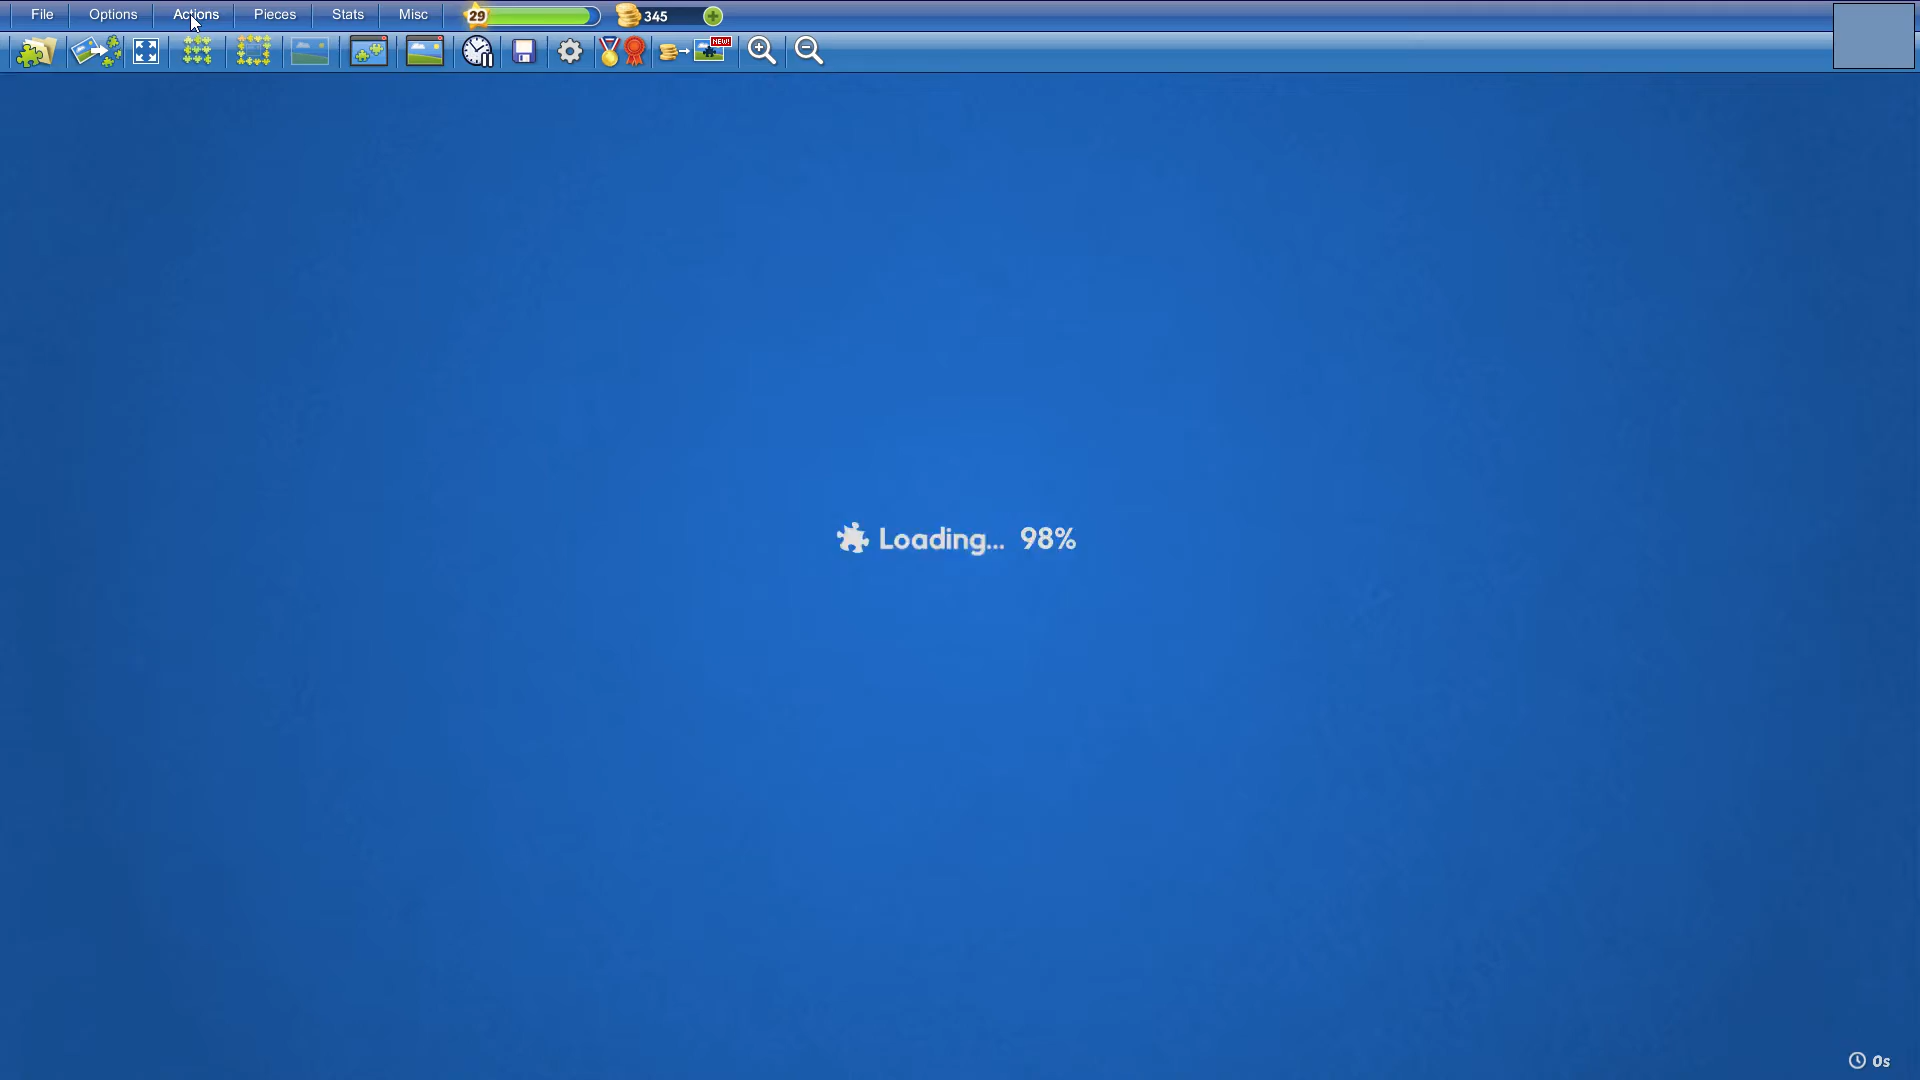 File Options Actions Pieces Stats Misc 29 345
NEW!
Loading... 98%
0s